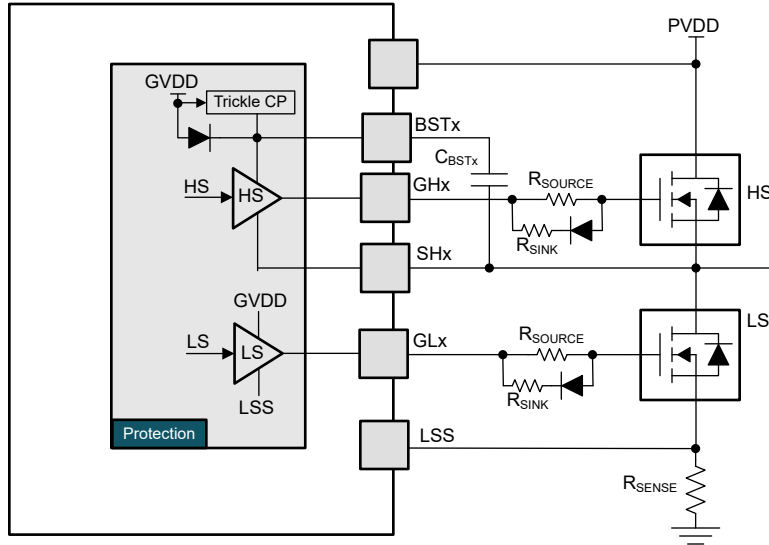 PVDD
GVDD
Trickle CP
BSTx
CBSTx
HS
HS
GHx
RSOURCE
RSINK
HS
SHx
GVDD
LS
LS
LSS
GLx
RSOURCE
RSINK
LS
Protection
LSS
RSENSE